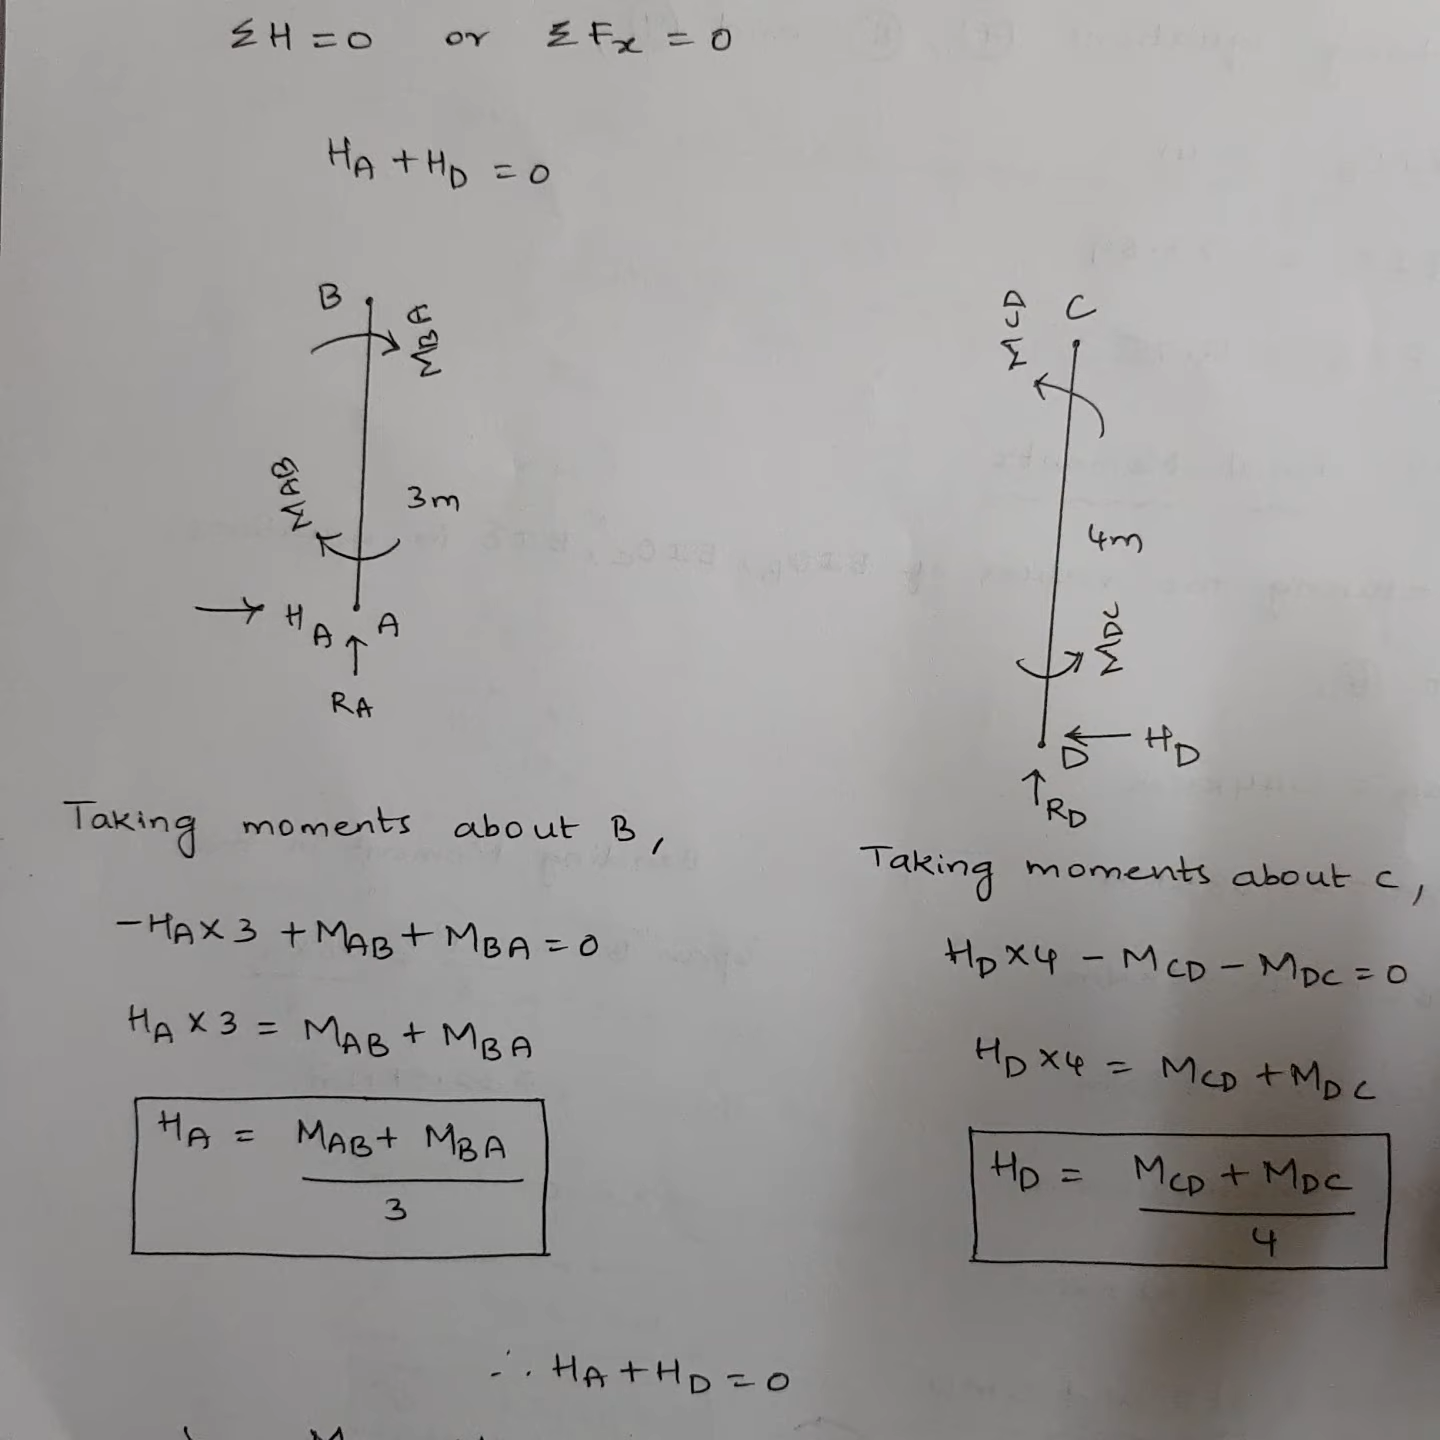 ΣH = 0 or ΣFx = 0
HA + HD = 0
B
MBA
MAB
3m
HA A
RA
MCD C
4m
MDC
D HD
RD
Taking moments about B,
-HA×3 + MAB + MBA = 0
HA × 3 = MAB + MBA
HA = MAB + MBA
3
Taking moments about C,
HD×4 - MCD - MDC = 0
HD×4 = MCD + MDC
HD = MCD + MDC
4
∴ HA + HD = 0